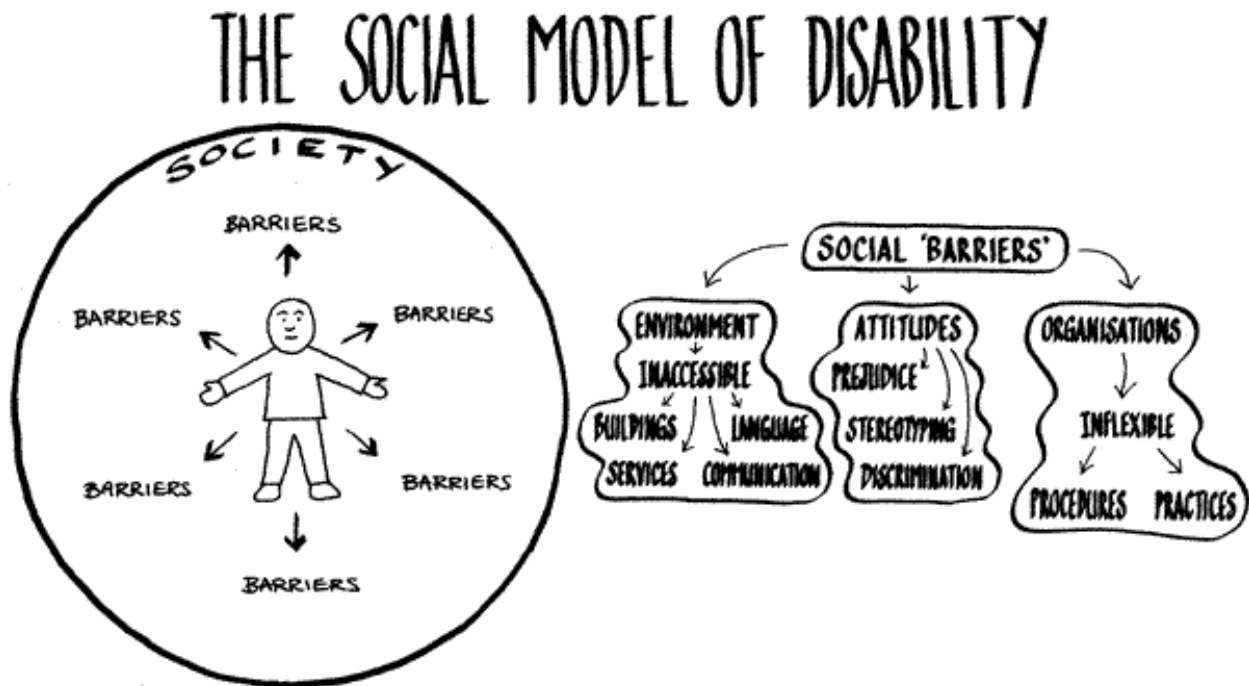 THE SOCIAL MODEL OF DISABILITY
SOCIETY
BARRIERS
BARRIERS
BARRIERS
BARRIERS
BARRIERS
BARRIERS
SOCIAL 'BARRIERS'
ENVIRONMENT
INACCESSIBLE
BUILDINGS LANGUAGE
SERVICES COMMUNICATION
ATTITUDES
PREJUDICE
STEREOTYPING
DISCRIMINATION
ORGANISATIONS
INFLEXIBLE
PROCEDURES PRACTICES